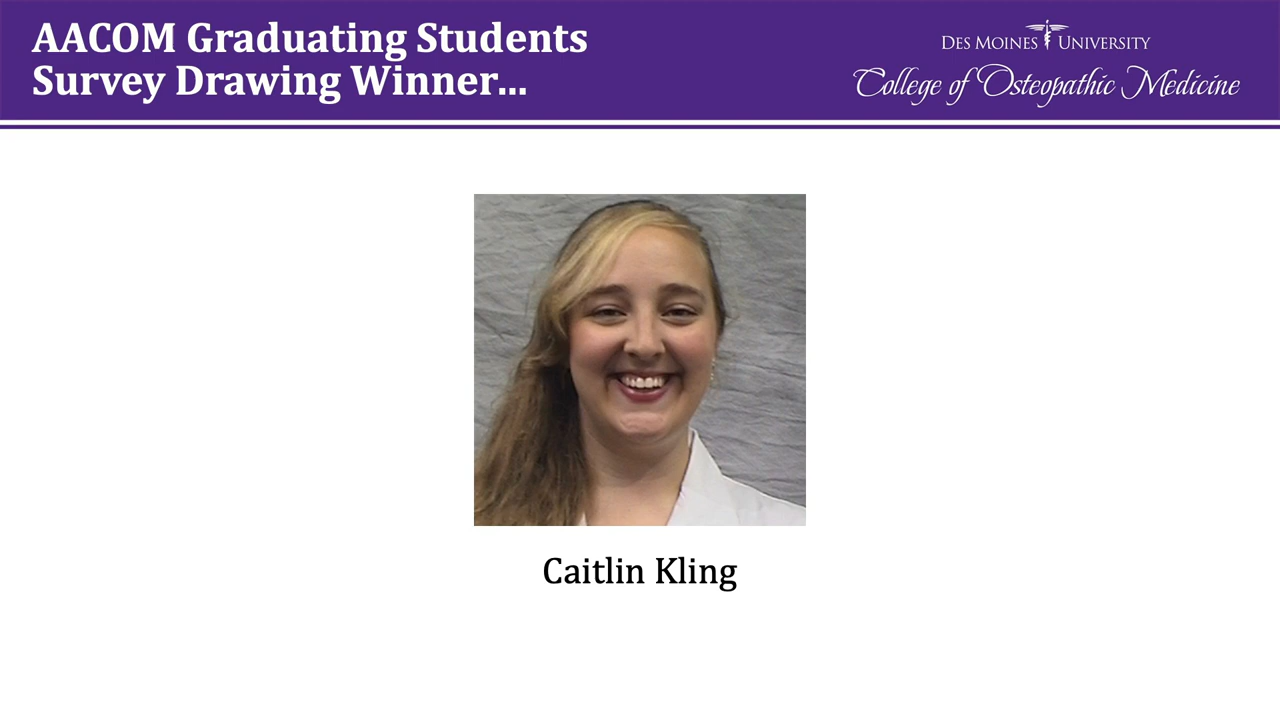 AACOM Graduating Students
Survey Drawing Winner...
DES MOINES UNIVERSITY
College of Osteopathic Medicine
Caitlin Kling